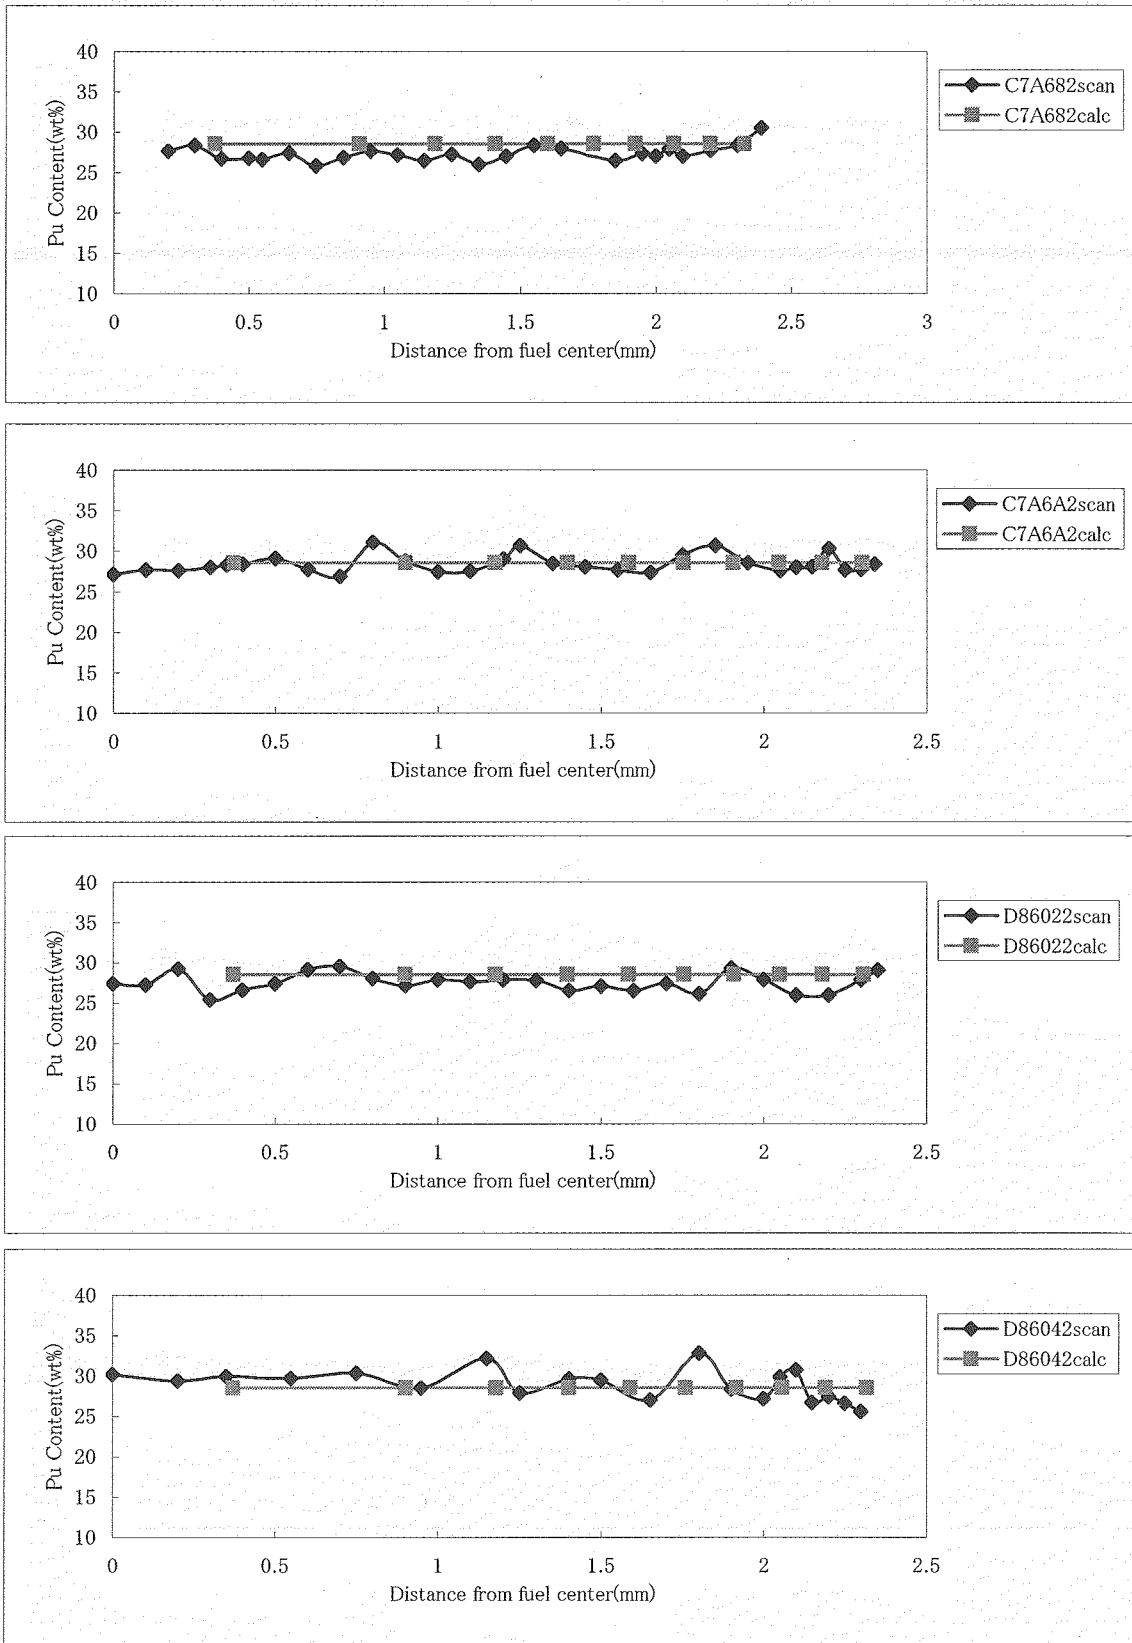 40
35
30
25
20
15
10
Pu Content(wt%)
0 0.5 1 1.5 2 2.5 3
Distance from fuel center(mm)
C7A682scan
C7A682calc
40
35
30
25
20
15
10
Pu Content(wt%)
0 0.5 1 1.5 2 2.5
Distance from fuel center(mm)
C7A6A2scan
C7A6A2calc
40
35
30
25
20
15
10
Pu Content(wt%)
0 0.5 1 1.5 2 2.5
Distance from fuel center(mm)
D86022scan
D86022calc
40
35
30
25
20
15
10
Pu Content(wt%)
0 0.5 1 1.5 2 2.5
Distance from fuel center(mm)
D86042scan
D86042calc